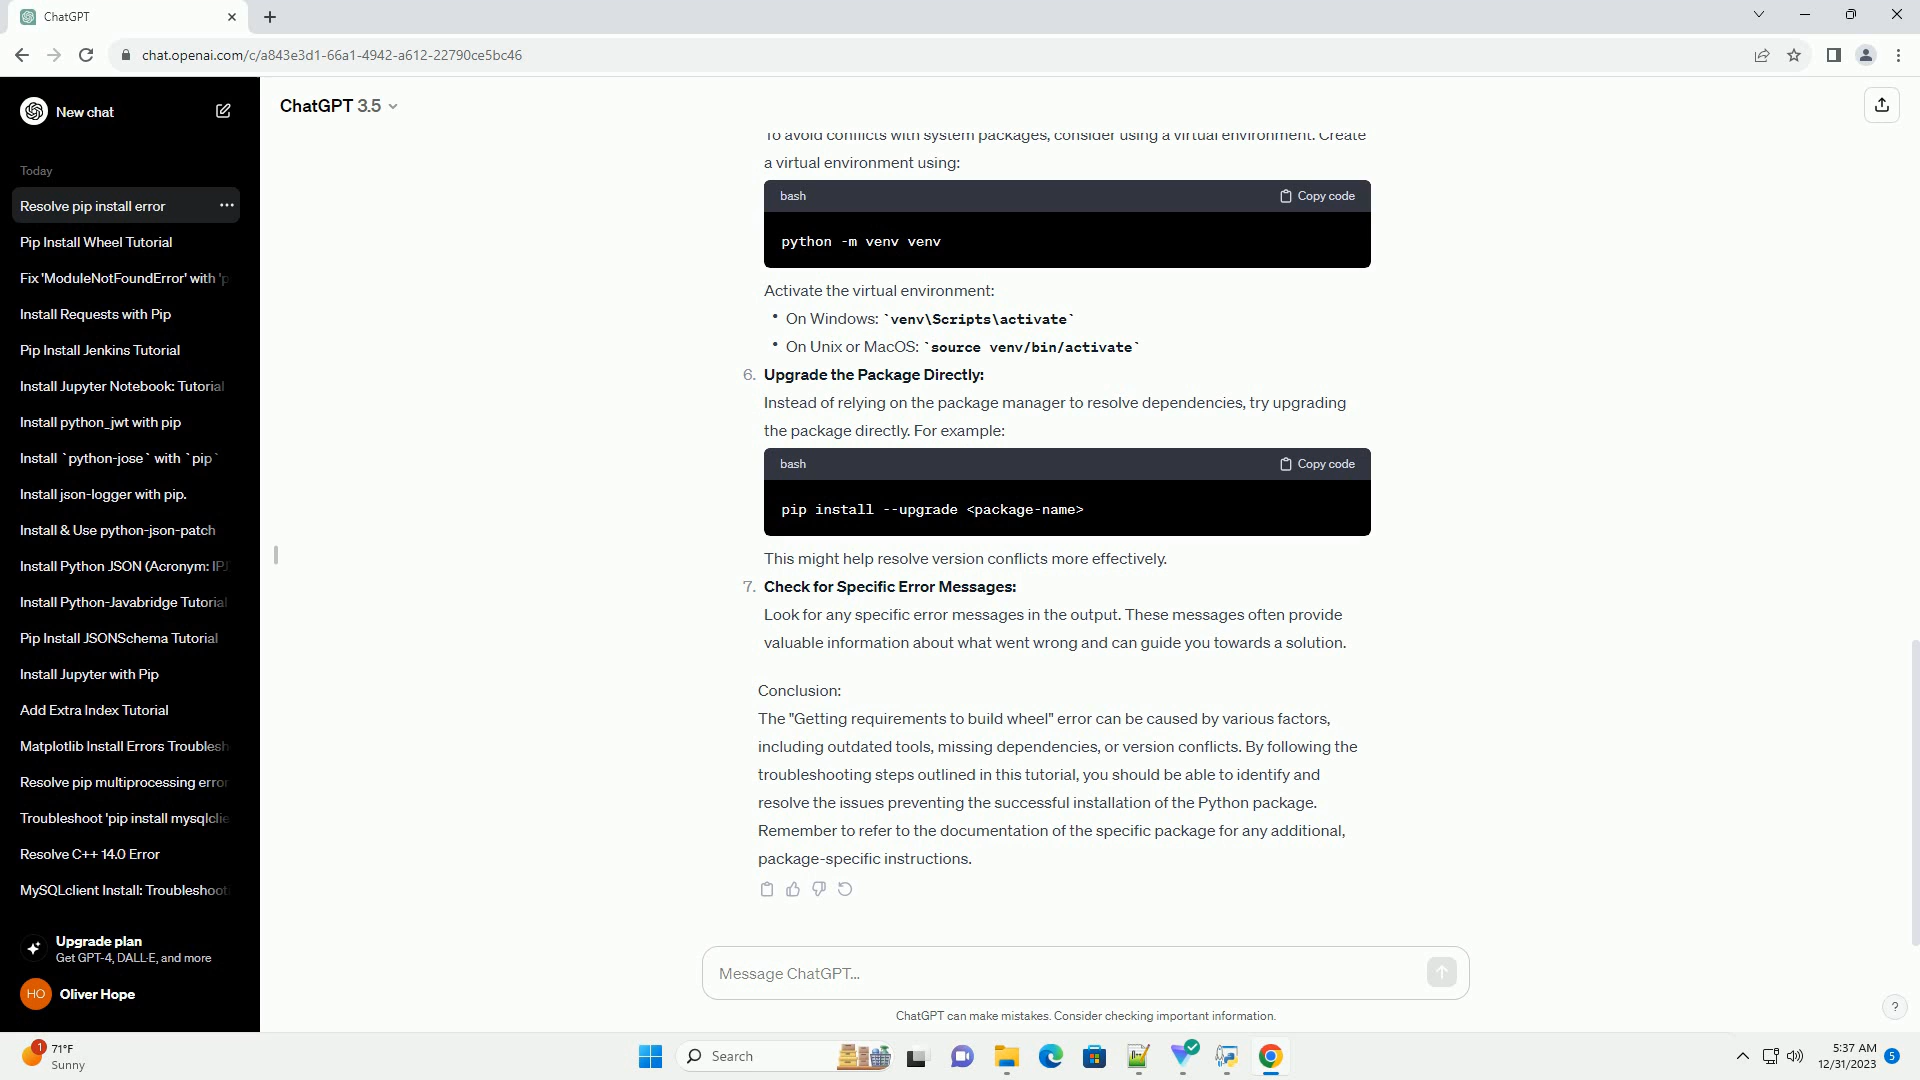 ChatGPT
chat.openai.com/c/a843e3d1-66a1-4942-a612-22790ce5bc46
New chat
Today
Resolve pip install error
Pip Install Wheel Tutorial
Fix 'ModuleNotFoundError' with 'p
Install Requests with Pip
Pip Install Jenkins Tutorial
Install Jupyter Notebook: Tutorial
Install python_jwt with pip
Install `python-jose` with `pip`
Install json-logger with pip.
Install & Use python-json-patch
Install Python JSON (Acronym: IPJ
Install Python-Javabridge Tutorial
Pip Install JSONSchema Tutorial
Install Jupyter with Pip
Add Extra Index Tutorial
Matplotlib Install Errors Troublesh
Resolve pip multiprocessing error
Troubleshoot 'pip install mysqlclie
Resolve C++ 14.0 Error
MySQLclient Install: Troubleshoot
Upgrade plan
Get GPT-4, DALL·E, and more
HO Oliver Hope
ChatGPT 3.5
To avoid conflicts with system packages, consider using a virtual environment. Create
a virtual environment using:
bash Copy code
python -m venv venv
Activate the virtual environment:
• On Windows: `venv\Scripts\activate`
• On Unix or MacOS: `source venv/bin/activate`
6. Upgrade the Package Directly:
Instead of relying on the package manager to resolve dependencies, try upgrading
the package directly. For example:
bash Copy code
pip install --upgrade <package-name>
This might help resolve version conflicts more effectively.
7. Check for Specific Error Messages:
Look for any specific error messages in the output. These messages often provide
valuable information about what went wrong and can guide you towards a solution.
Conclusion:
The "Getting requirements to build wheel" error can be caused by various factors,
including outdated tools, missing dependencies, or version conflicts. By following the
troubleshooting steps outlined in this tutorial, you should be able to identify and
resolve the issues preventing the successful installation of the Python package.
Remember to refer to the documentation of the specific package for any additional,
package-specific instructions.
Message ChatGPT...
ChatGPT can make mistakes. Consider checking important information.
?
1 71°F
Sunny
Search
5:37 AM
12/31/2023
5